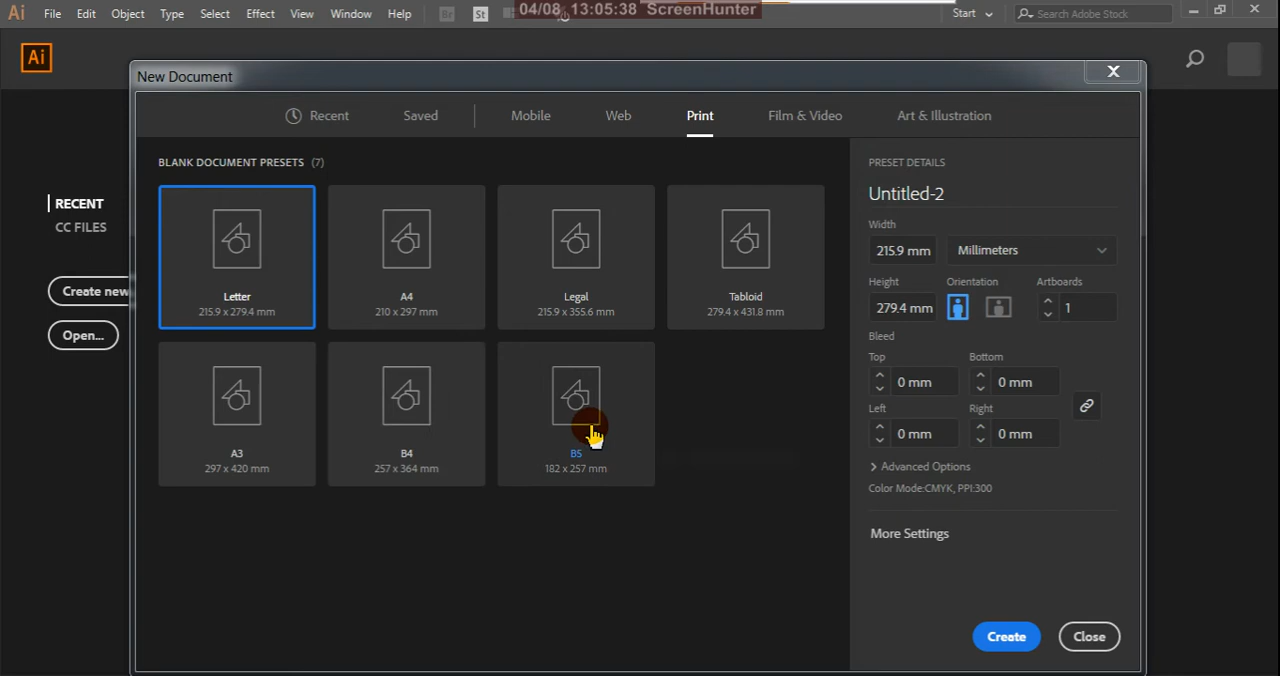 Ai File Edit Object Type Select Effect View Window Help Br St 04/08 13:05:38 ScreenHunter Start Search Adobe Stock
Ai
New Document X
Recent Saved Mobile Web Print Film & Video Art & Illustration
BLANK DOCUMENT PRESETS (7)
Letter A4 Legal Tabloid
215.9 x 279.4 mm 210 x 297 mm 215.9 x 355.6 mm 279.4 x 431.8 mm
A3 B4 B5
297 x 420 mm 257 x 364 mm 182 x 257 mm
RECENT
CC FILES
Create new
Open...
PRESET DETAILS
Untitled-2
Width
215.9 mm Millimeters
Height Orientation Artboards
279.4 mm 1
Bleed
Top Bottom
0 mm 0 mm
Left Right
0 mm 0 mm
> Advanced Options
Color Mode:CMYK, PPI:300
More Settings
Create Close